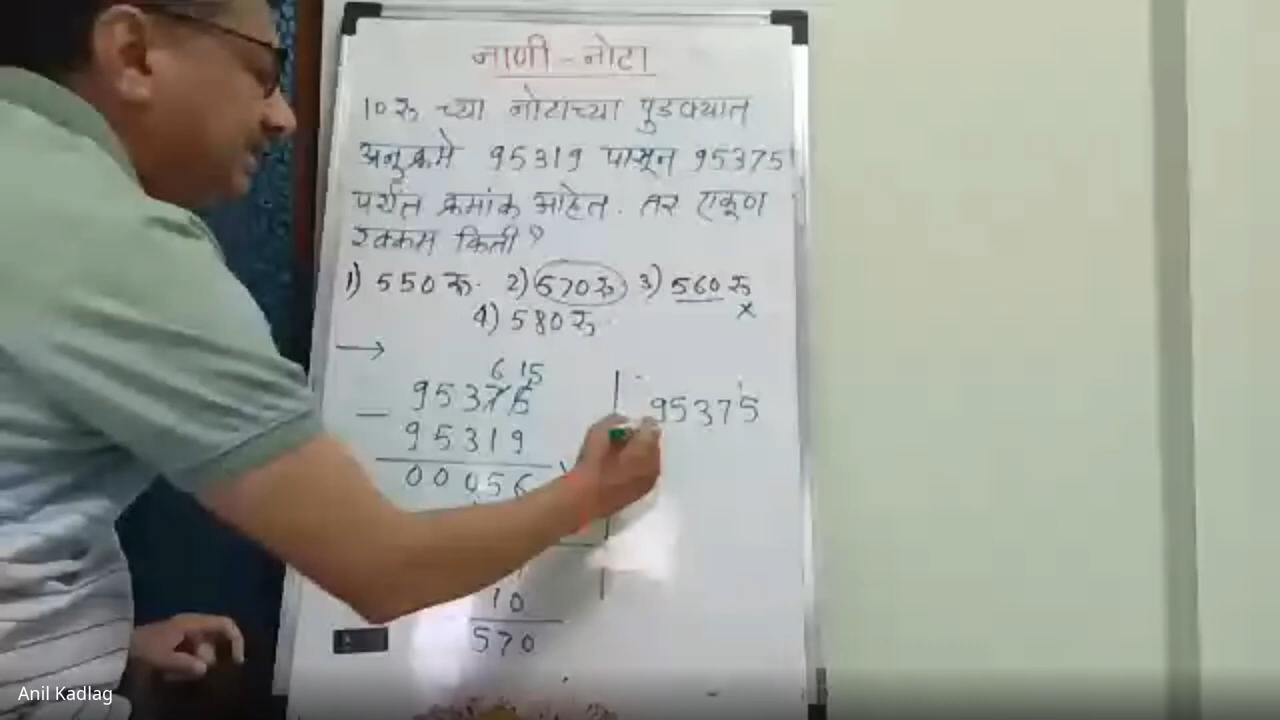 नाणी - नोटा
10 रु च्या नोटाच्या पुडक्यात
अनुक्रमे 95319 पासून 95375
पर्यंत क्रमांक आहेत. तर एकूण
रक्कम किती?
1) 550 रु. 2) 570 रु 3) 560 रु
x
4) 580 रु.
→
6 15
95375
- 95319
00056
10
570
95375
Anil Kadlag